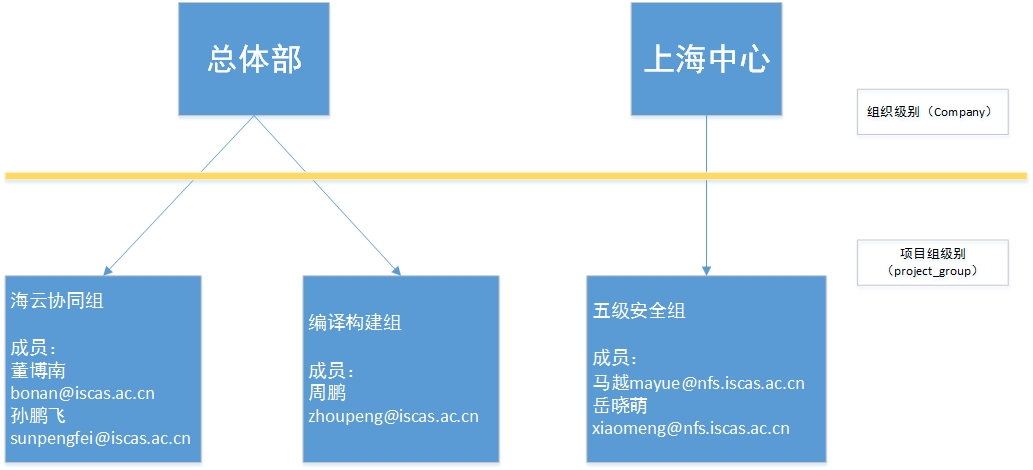 总体部
上海中心
组织级别（Company）
项目组级别
（project_group）
海云协同组
成员：
董博南
bonan@iscas.ac.cn
孙鹏飞
sunpengfei@iscas.ac.cn
编译构建组
成员：
周鹏
zhoupeng@iscas.ac.cn
五级安全组
成员：
马越mayue@nfs.iscas.ac.cn
岳晓萌
xiaomeng@nfs.iscas.ac.cn